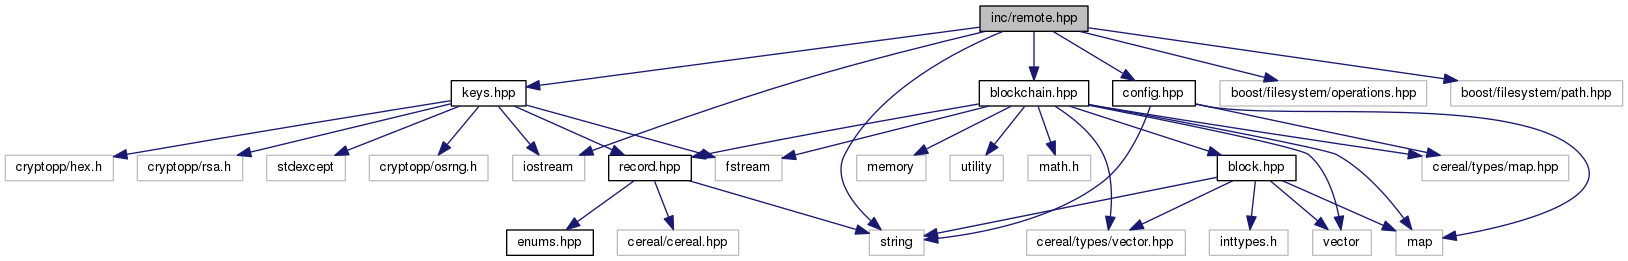 inc/remote.hpp
keys.hpp
blockchain.hpp
config.hpp
boost/filesystem/operations.hpp
boost/filesystem/path.hpp
cryptopp/hex.h
cryptopp/rsa.h
stdexcept
cryptopp/osrng.h
iostream
record.hpp
fstream
memory
utility
math.h
block.hpp
cereal/types/map.hpp
enums.hpp
cereal/cereal.hpp
string
cereal/types/vector.hpp
inttypes.h
vector
map